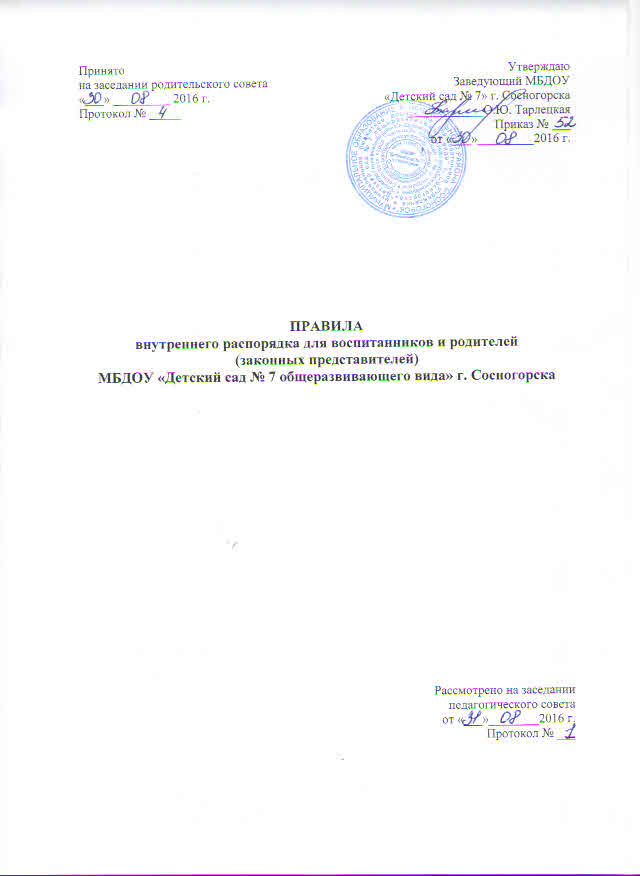 Принято
на заседании родительского совета
«30» 08 2016 г.
Протокол № 4
Утверждаю
Заведующий МБДОУ
«Детский сад № 7» г. Сосногорска
О.Ю. Тарлецкая
Приказ № 52
от «30» 08 2016 г.
ПРАВИЛА
внутреннего распорядка для воспитанников и родителей
(законных представителей)
МБДОУ «Детский сад № 7 общеразвивающего вида» г. Сосногорска
Рассмотрено на заседании
педагогического совета
от «31» 08 2016 г.
Протокол № 1